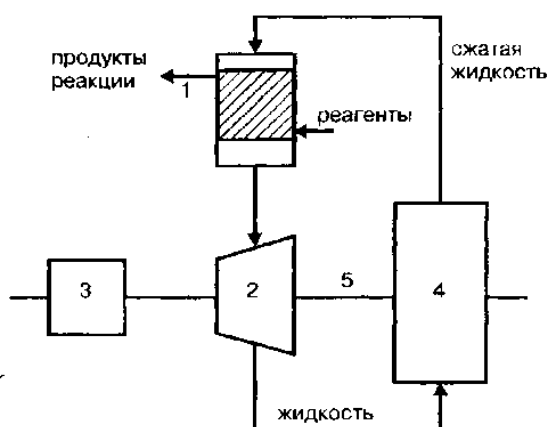 продукты
реакции
1
сжатая
жидкость
реагенты
3
2
5
4
жидкость